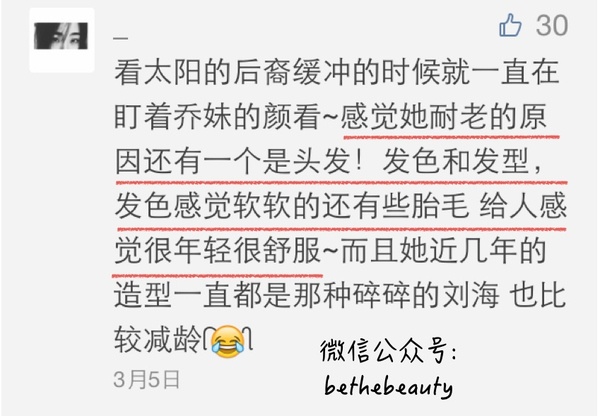 _
30
看太阳的后裔缓冲的时候就一直在
盯着乔妹的颜看~感觉她耐老的原
因还有一个是头发！发色和发型，
发色感觉软软的还有些胎毛 给人感
觉很年轻很舒服~而且她近几年的
造型一直都是那种碎碎的刘海 也比
较减龄
3月5日
微信公众号:
bethebeauty